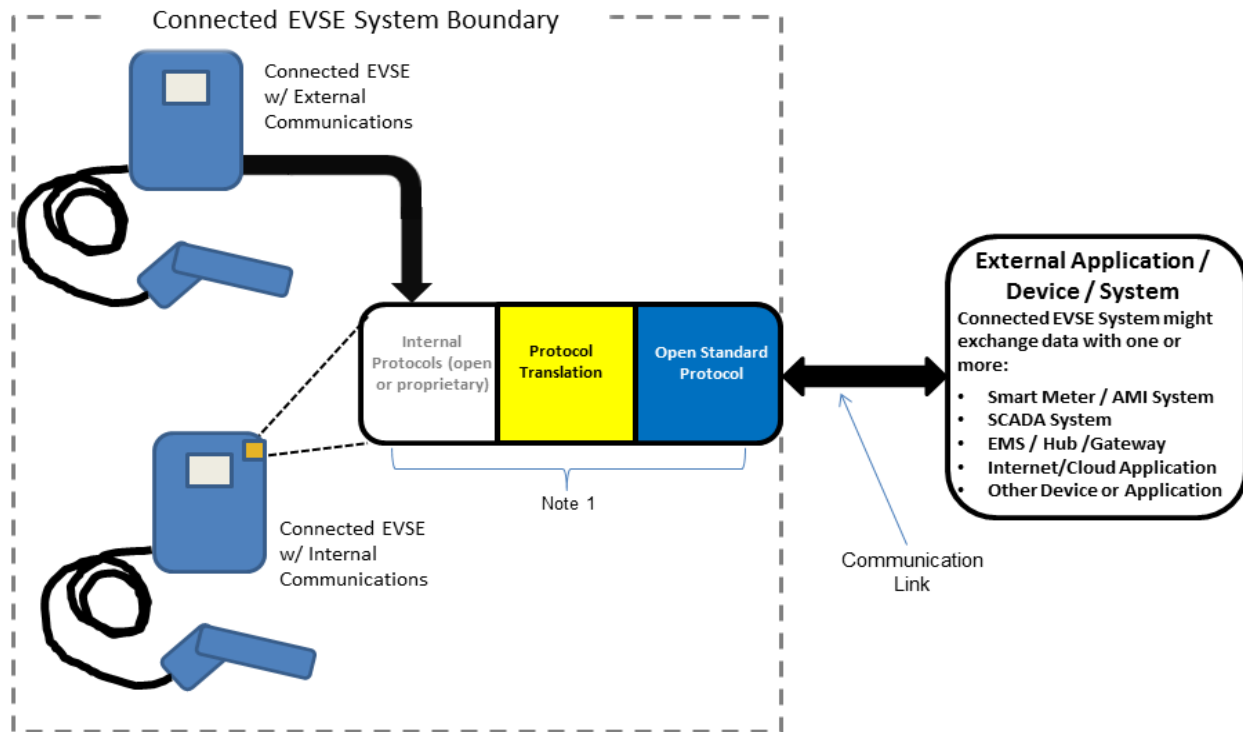 Connected EVSE System Boundary
Connected EVSE
w/ External
Communications
Internal
Protocols (open
or proprietary)
Protocol
Translation
Open Standard
Protocol
External Application /
Device / System
Connected EVSE System might
exchange data with one or
more:
• Smart Meter / AMI System
• SCADA System
• EMS / Hub /Gateway
• Internet/Cloud Application
• Other Device or Application
Note 1
Connected EVSE
w/ Internal
Communications
Communication
Link